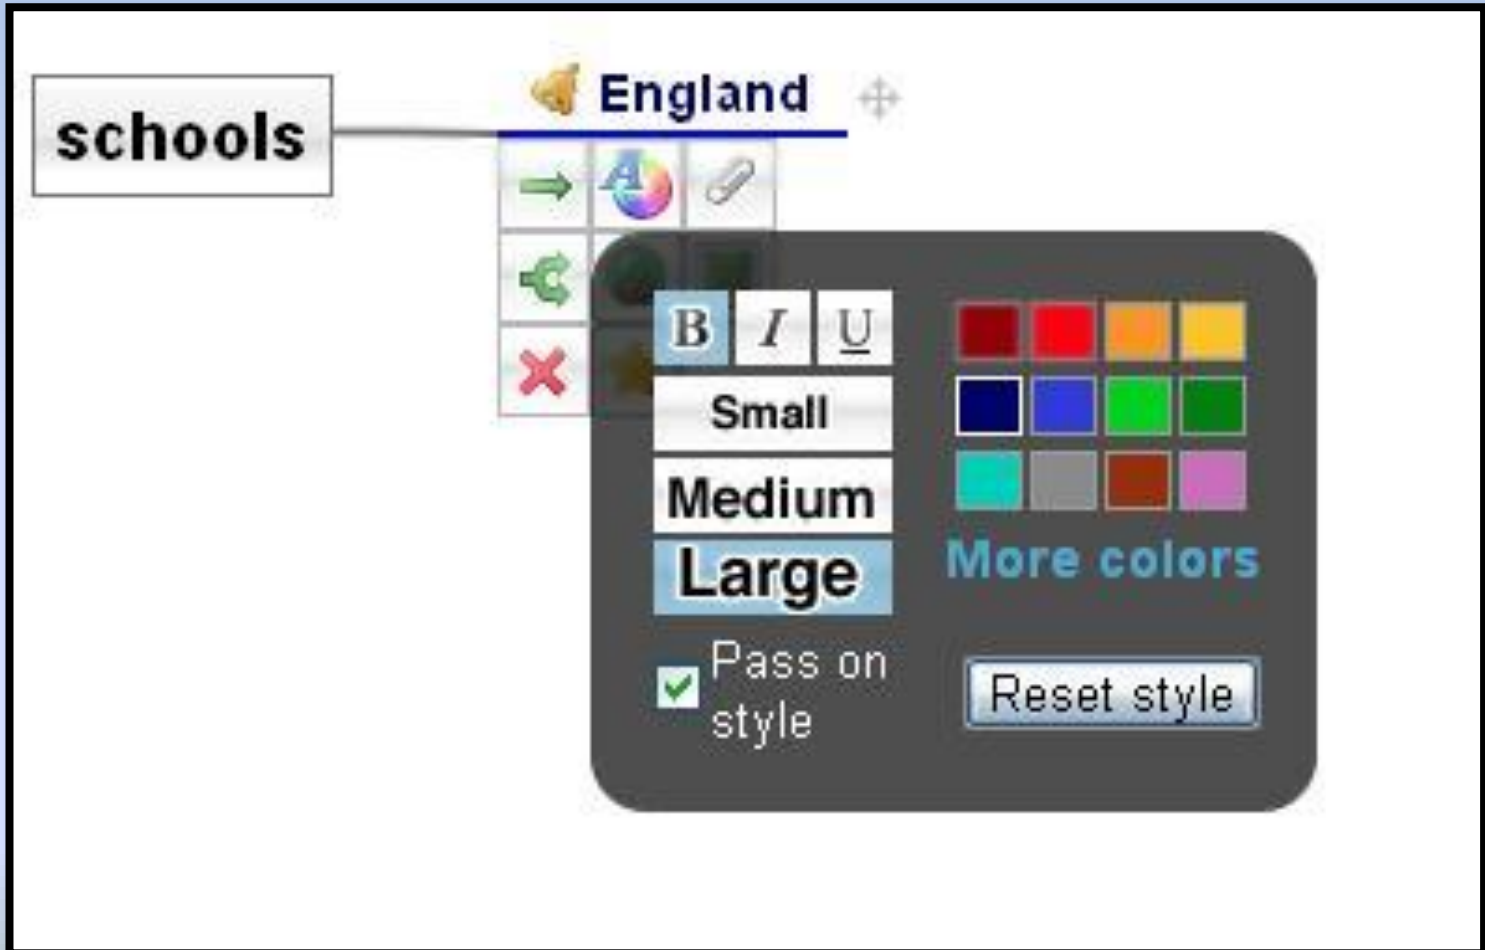 schools
England
B I U
Small
Medium
Large
More colors
Pass on
style
Reset style